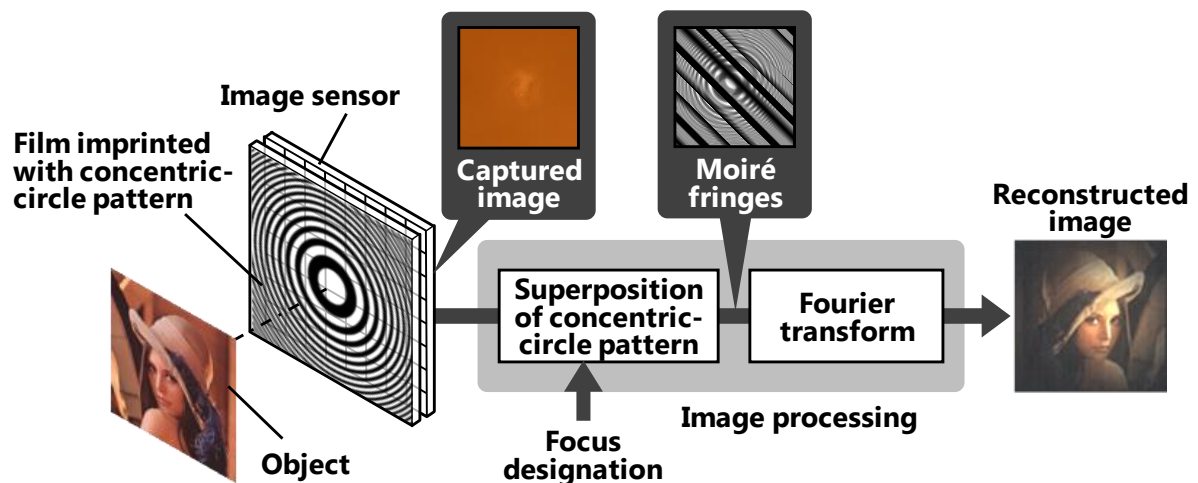 Image sensor
Film imprinted
with concentric-
circle pattern
Captured
image
Moiré
fringes
Reconstructed
image
Superposition
of concentric-
circle pattern
Fourier
transform
Image processing
Focus
designation
Object